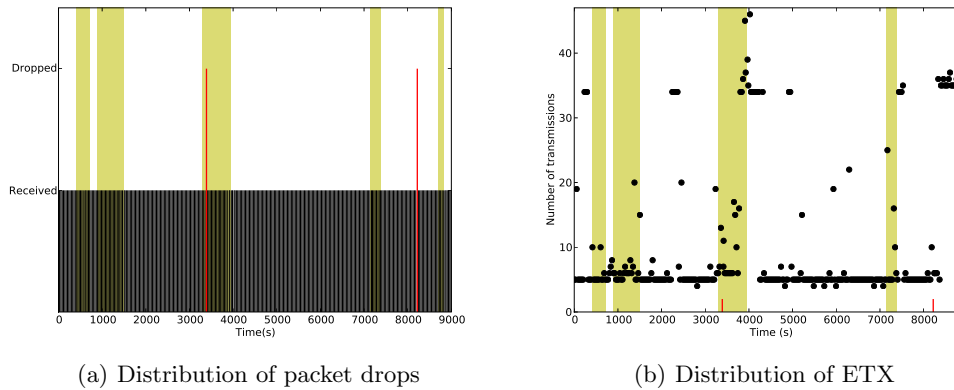 Dropped
Received
0 1000 2000 3000 4000 5000 6000 7000 8000 9000
Time(s)
(a) Distribution of packet drops
Number of transmissions
40
30
20
10
0
0 1000 2000 3000 4000 5000 6000 7000 8000
Time (s)
(b) Distribution of ETX